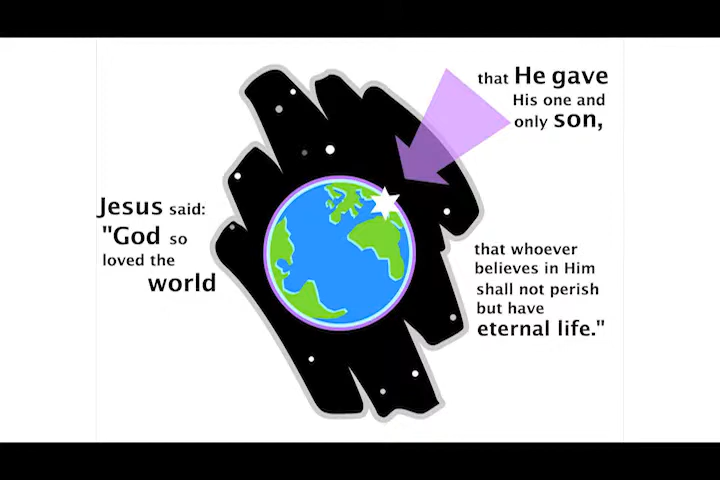 Jesus said:
"God so
loved the
world
that He gave
His one and
only son,
that whoever
believes in Him
shall not perish
but have
eternal life."